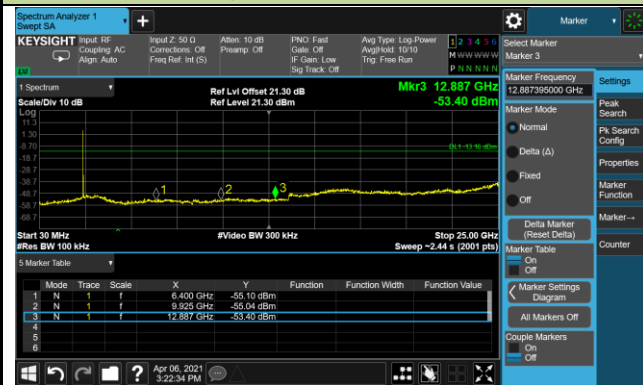 Spectrum Analyzer 1
Swept SA
Marker
KEYSIGHT
Input: RF
Coupling: AC
Align: Auto
Input Z: 50 Ω
Corrections: Off
Freq Ref: Int (S)
Atten: 10 dB
Preamp: Off
PNO: Fast
Gate: Off
IF Gain: Low
Sig Track: Off
Avg Type: Log-Power
Avg|Hold: 10/10
Trig: Free Run
1 2 3 4 5 6
M W W W W W
P N N N N N
LXI
Select Marker
Marker 3
1 Spectrum
Scale/Div 10 dB
Ref Lvl Offset 21.30 dB
Ref Level 21.30 dBm
Mkr3 12.887 GHz
-53.40 dBm
Log
11.3
1.30
-8.70
-18.7
-28.7
-38.7
-48.7
-58.7
-68.7
DL1 -13.16 dBm
1
2
3
Start 30 MHz
#Res BW 100 kHz
#Video BW 300 kHz
Stop 25.00 GHz
Sweep ~2.44 s (2001 pts)
5 Marker Table
Mode Trace Scale X Y Function Function Width Function Value
1 N 1 f 6.400 GHz -55.10 dBm
2 N 1 f 9.925 GHz -55.04 dBm
3 N 1 f 12.887 GHz -53.40 dBm
4
5
6
Marker Frequency
12.887395000 GHz
Marker Mode
Normal
Delta (Δ)
Fixed
Off
Delta Marker
(Reset Delta)
Marker Table
On
Off
Marker Settings
Diagram
All Markers Off
Couple Markers
On
Off
Settings
Peak
Search
Pk Search
Config
Properties
Marker
Function
Marker→
Counter
?
Apr 06, 2021
3:22:34 PM